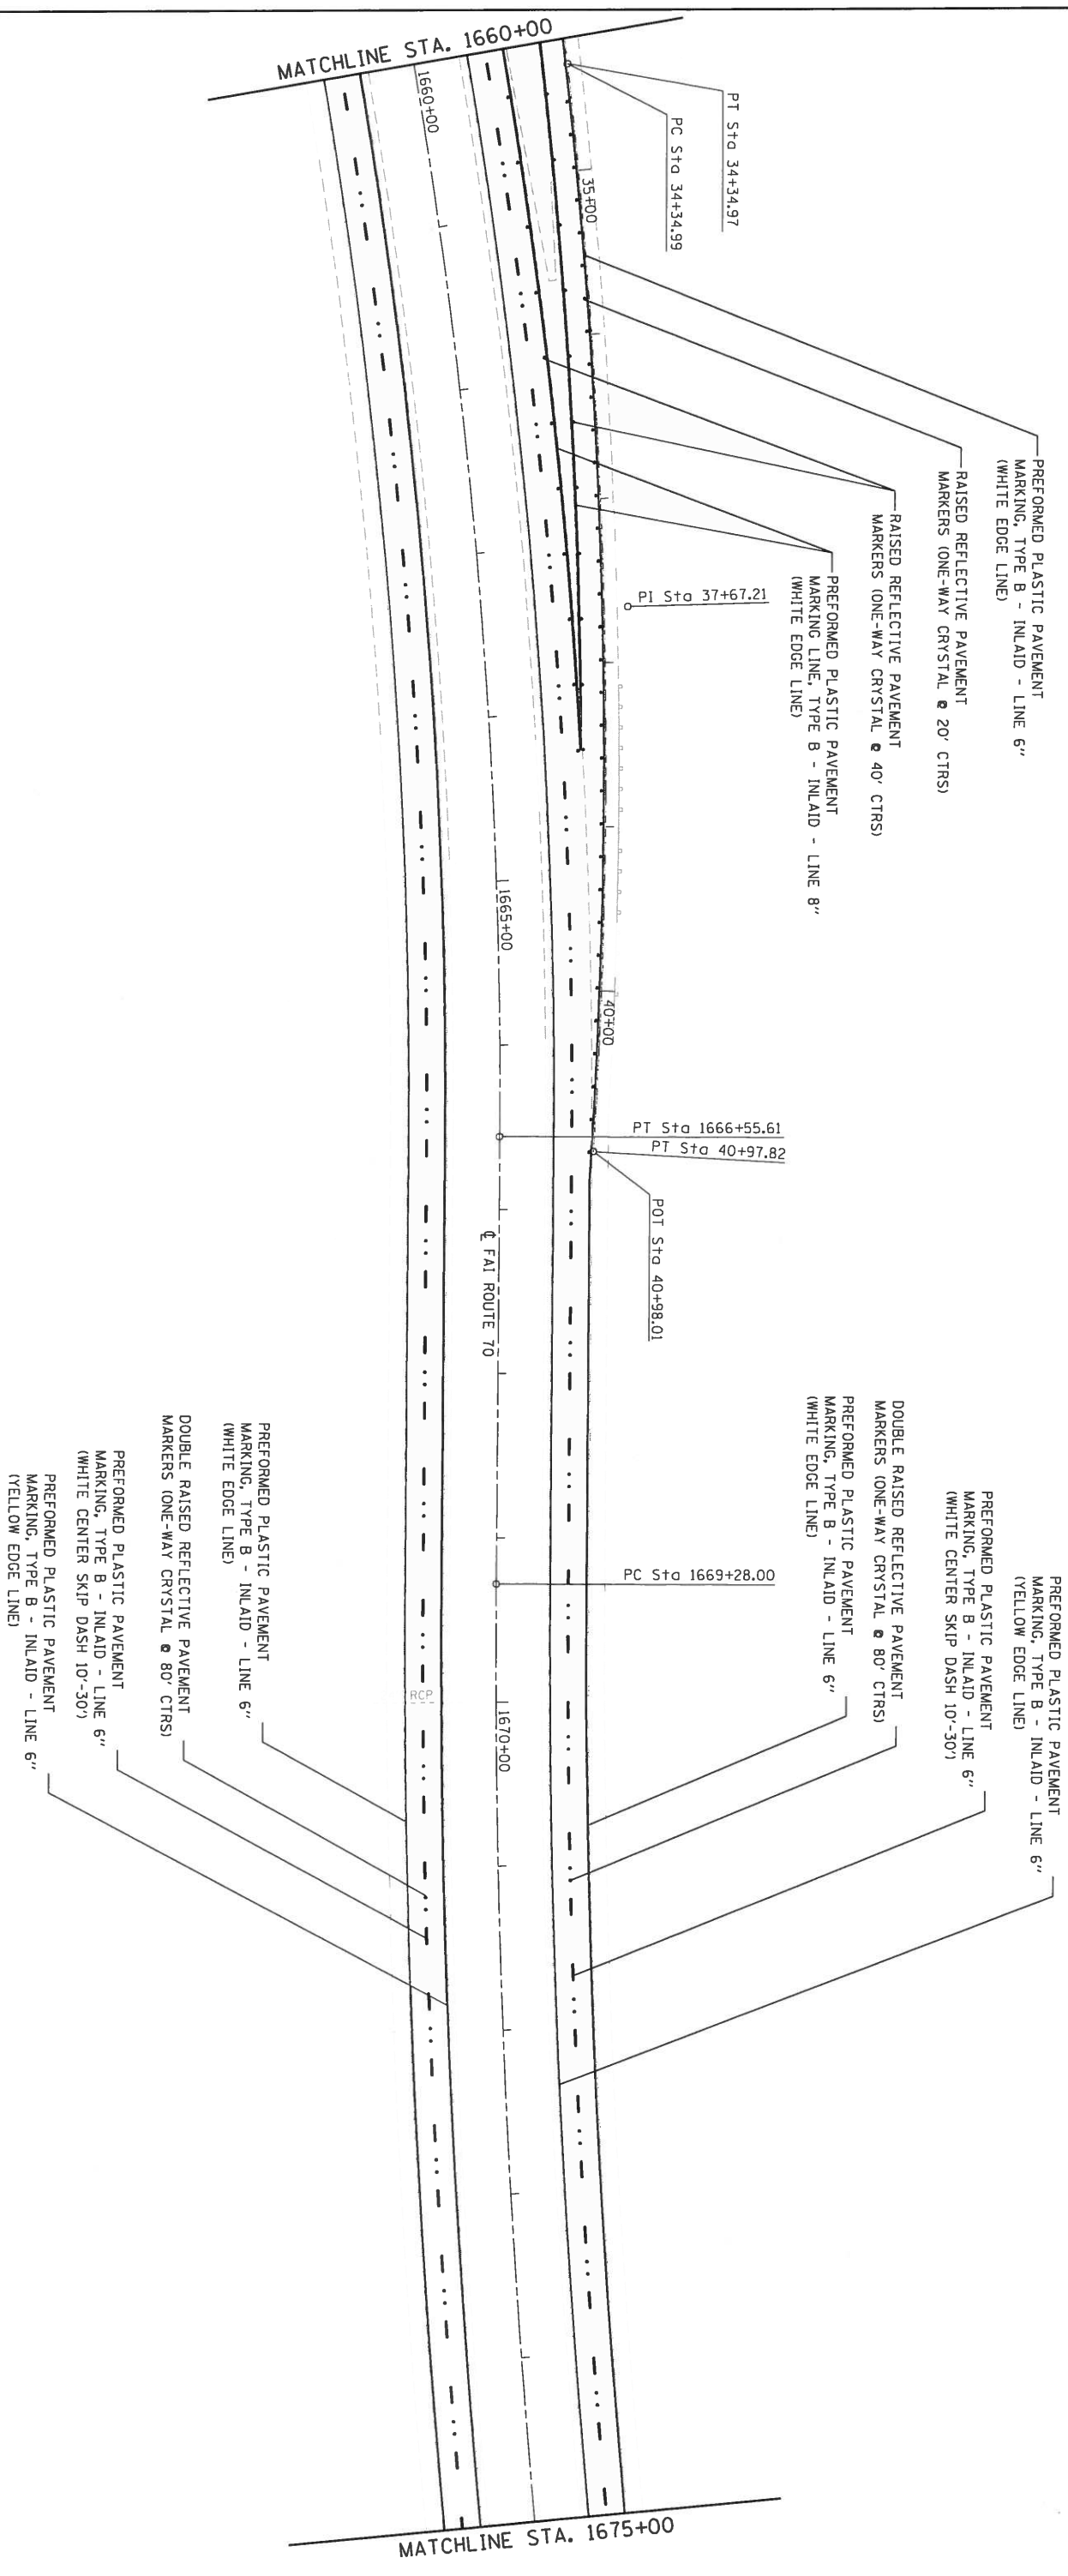 MATCHLINE STA. 1660+00
1660+00
PT Sta 34+34.97
PC Sta 34+34.99
35+00
PREFORMED PLASTIC PAVEMENT
MARKING, TYPE B - INLAID - LINE 6"
(WHITE EDGE LINE)
RAISED REFLECTIVE PAVEMENT
MARKERS (ONE-WAY CRYSTAL @ 20' CTRS)
RAISED REFLECTIVE PAVEMENT
MARKERS (ONE-WAY CRYSTAL @ 40' CTRS)
PREFORMED PLASTIC PAVEMENT
MARKING LINE, TYPE B - INLAID - LINE 8"
(WHITE EDGE LINE)
PI Sta 37+67.21
1665+00
40+00
PT Sta 1666+55.61
PT Sta 40+97.82
POT Sta 40+98.01
℄ FAI ROUTE 70
PREFORMED PLASTIC PAVEMENT
MARKING, TYPE B - INLAID - LINE 6"
(YELLOW EDGE LINE)
PREFORMED PLASTIC PAVEMENT
MARKING, TYPE B - INLAID - LINE 6"
(WHITE CENTER SKIP DASH 10'-30')
DOUBLE RAISED REFLECTIVE PAVEMENT
MARKERS (ONE-WAY CRYSTAL @ 80' CTRS)
PREFORMED PLASTIC PAVEMENT
MARKING, TYPE B - INLAID - LINE 6"
(WHITE EDGE LINE)
PC Sta 1669+28.00
RCP
1670+00
PREFORMED PLASTIC PAVEMENT
MARKING, TYPE B - INLAID - LINE 6"
(WHITE EDGE LINE)
DOUBLE RAISED REFLECTIVE PAVEMENT
MARKERS (ONE-WAY CRYSTAL @ 80' CTRS)
PREFORMED PLASTIC PAVEMENT
MARKING, TYPE B - INLAID - LINE 6"
(WHITE CENTER SKIP DASH 10'-30')
PREFORMED PLASTIC PAVEMENT
MARKING, TYPE B - INLAID - LINE 6"
(YELLOW EDGE LINE)
MATCHLINE STA. 1675+00